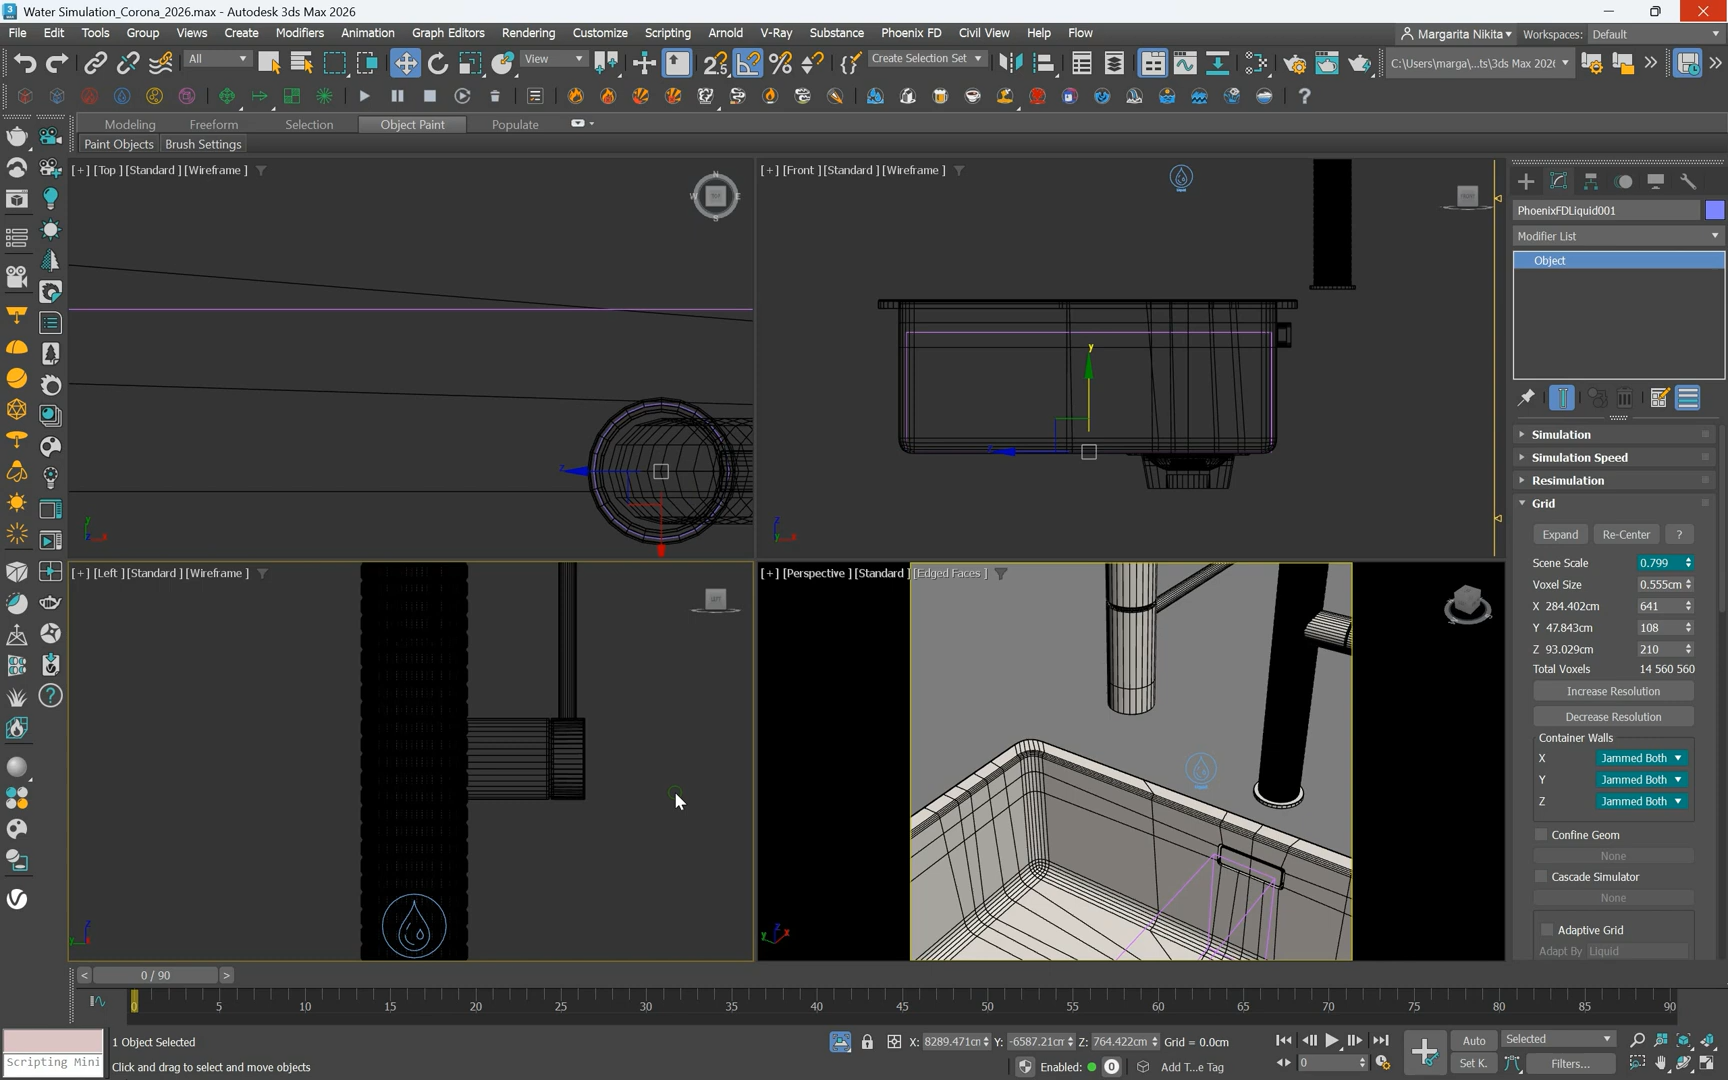 Water Simulation_Corona_2026.max - Autodesk 3ds Max 2026
File Edit Tools Group Views Create Modifiers Animation Graph Editors Rendering Customize Scripting Arnold V-Ray Substance Phoenix FD Civil View Help Flow
Margarita Nikita Workspaces: Default
All View Create Selection Set C:\Users\marga\...ts\3ds Max 202(
Modeling Freeform Selection Object Paint Populate
Paint Objects Brush Settings
[+] [Top] [Standard] [Wireframe]
[+] [Front] [Standard] [Wireframe]
PhoenixFDLiquid001
Modifier List
Object
Simulation
Simulation Speed
Resimulation
Grid
Expand Re-Center ?
Scene Scale 0.799
Voxel Size 0.555cm
X 284.402cm 641
Y 47.843cm 108
Z 93.029cm 210
Total Voxels 14 560 560
Increase Resolution
Decrease Resolution
Container Walls
X Jammed Both
Y Jammed Both
Z Jammed Both
Confine Geom
None
Cascade Simulator
None
Adaptive Grid
Adapt By Liquid
[+] [Left] [Standard] [Wireframe]
[+] [Perspective] [Standard] [Edged Faces]
< 0 / 90 >
0 5 10 15 20 25 30 35 40 45 50 55 60 65 70 75 80 85 90
1 Object Selected
X: 8289.471cm Y: -6587.21cm Z: 764.422cm Grid = 0.0cm
Auto Selected
Scripting Mini
Click and drag to select and move objects
Enabled: 0 Add T...e Tag
0 Set K. Filters...